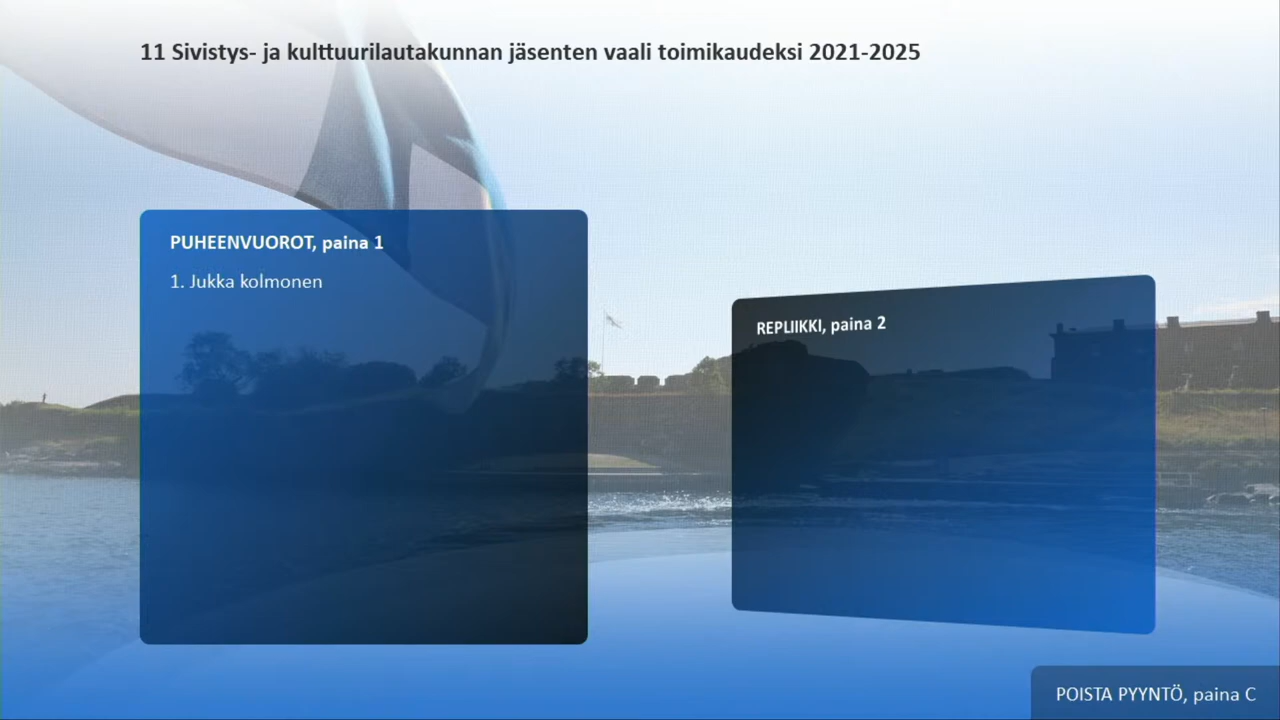 11 Sivistys- ja kulttuurilautakunnan jäsenten vaali toimikaudeksi 2021-2025
PUHEENVUOROT, paina 1
1. Jukka kolmonen
REPLIIKKI, paina 2
POISTA PYYNTÖ, paina C